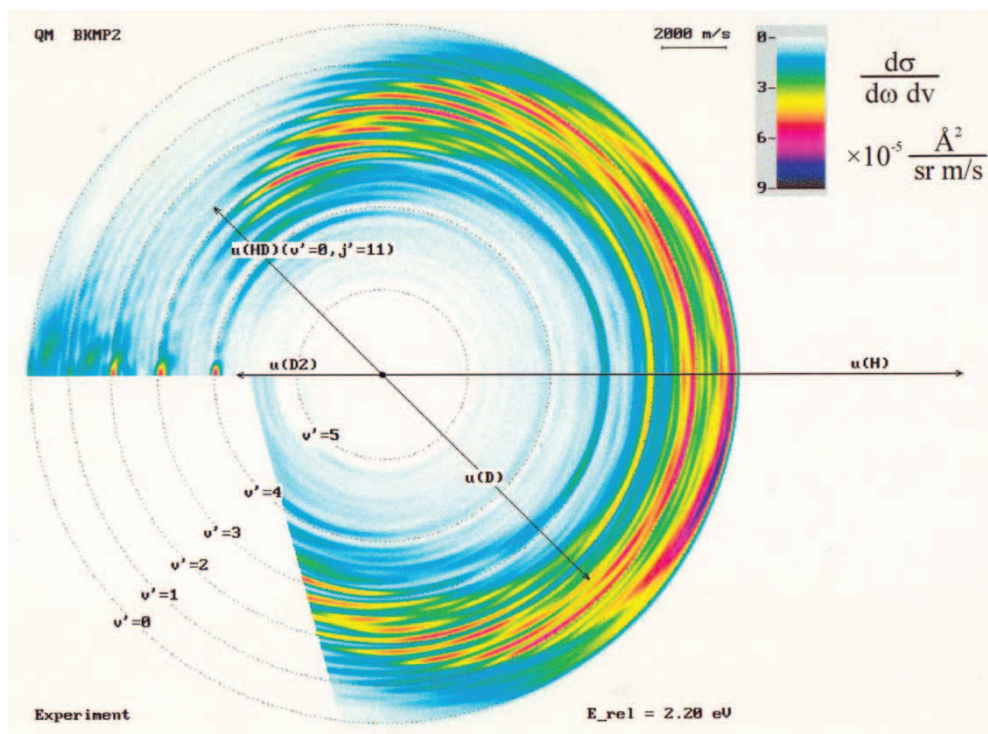 QM BKMP2
2000 m/s
0
3
6
9
dσ
dω dv
×10⁻⁵ Å²
sr m/s
u(HD)(v'=0,j'=11)
u(D2)
u(H)
v'=5
u(D)
v'=4
v'=3
v'=2
v'=1
v'=0
Experiment
E_rel = 2.20 eV